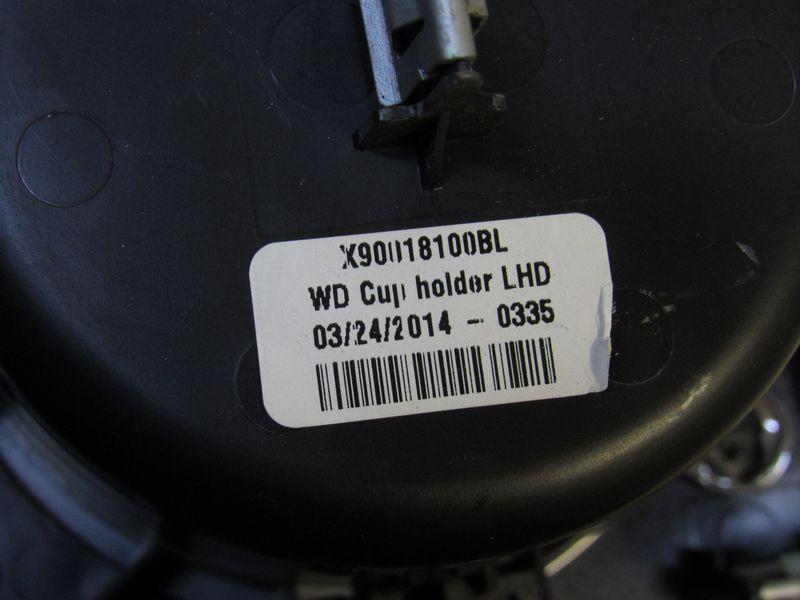 X90018100BL
WD Cup holder LHD
03/24/2014 - 0335